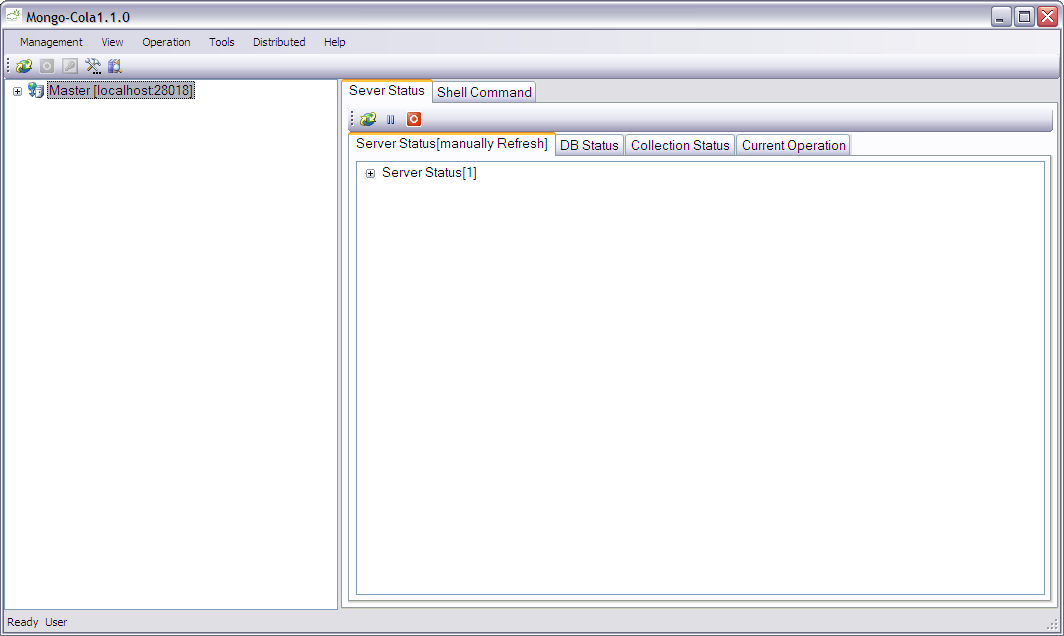 Mongo-Cola1.1.0
Management View Operation Tools Distributed Help
Master [localhost:28018]
Sever Status Shell Command
Server Status[manually Refresh] DB Status Collection Status Current Operation
Server Status[1]
Ready User